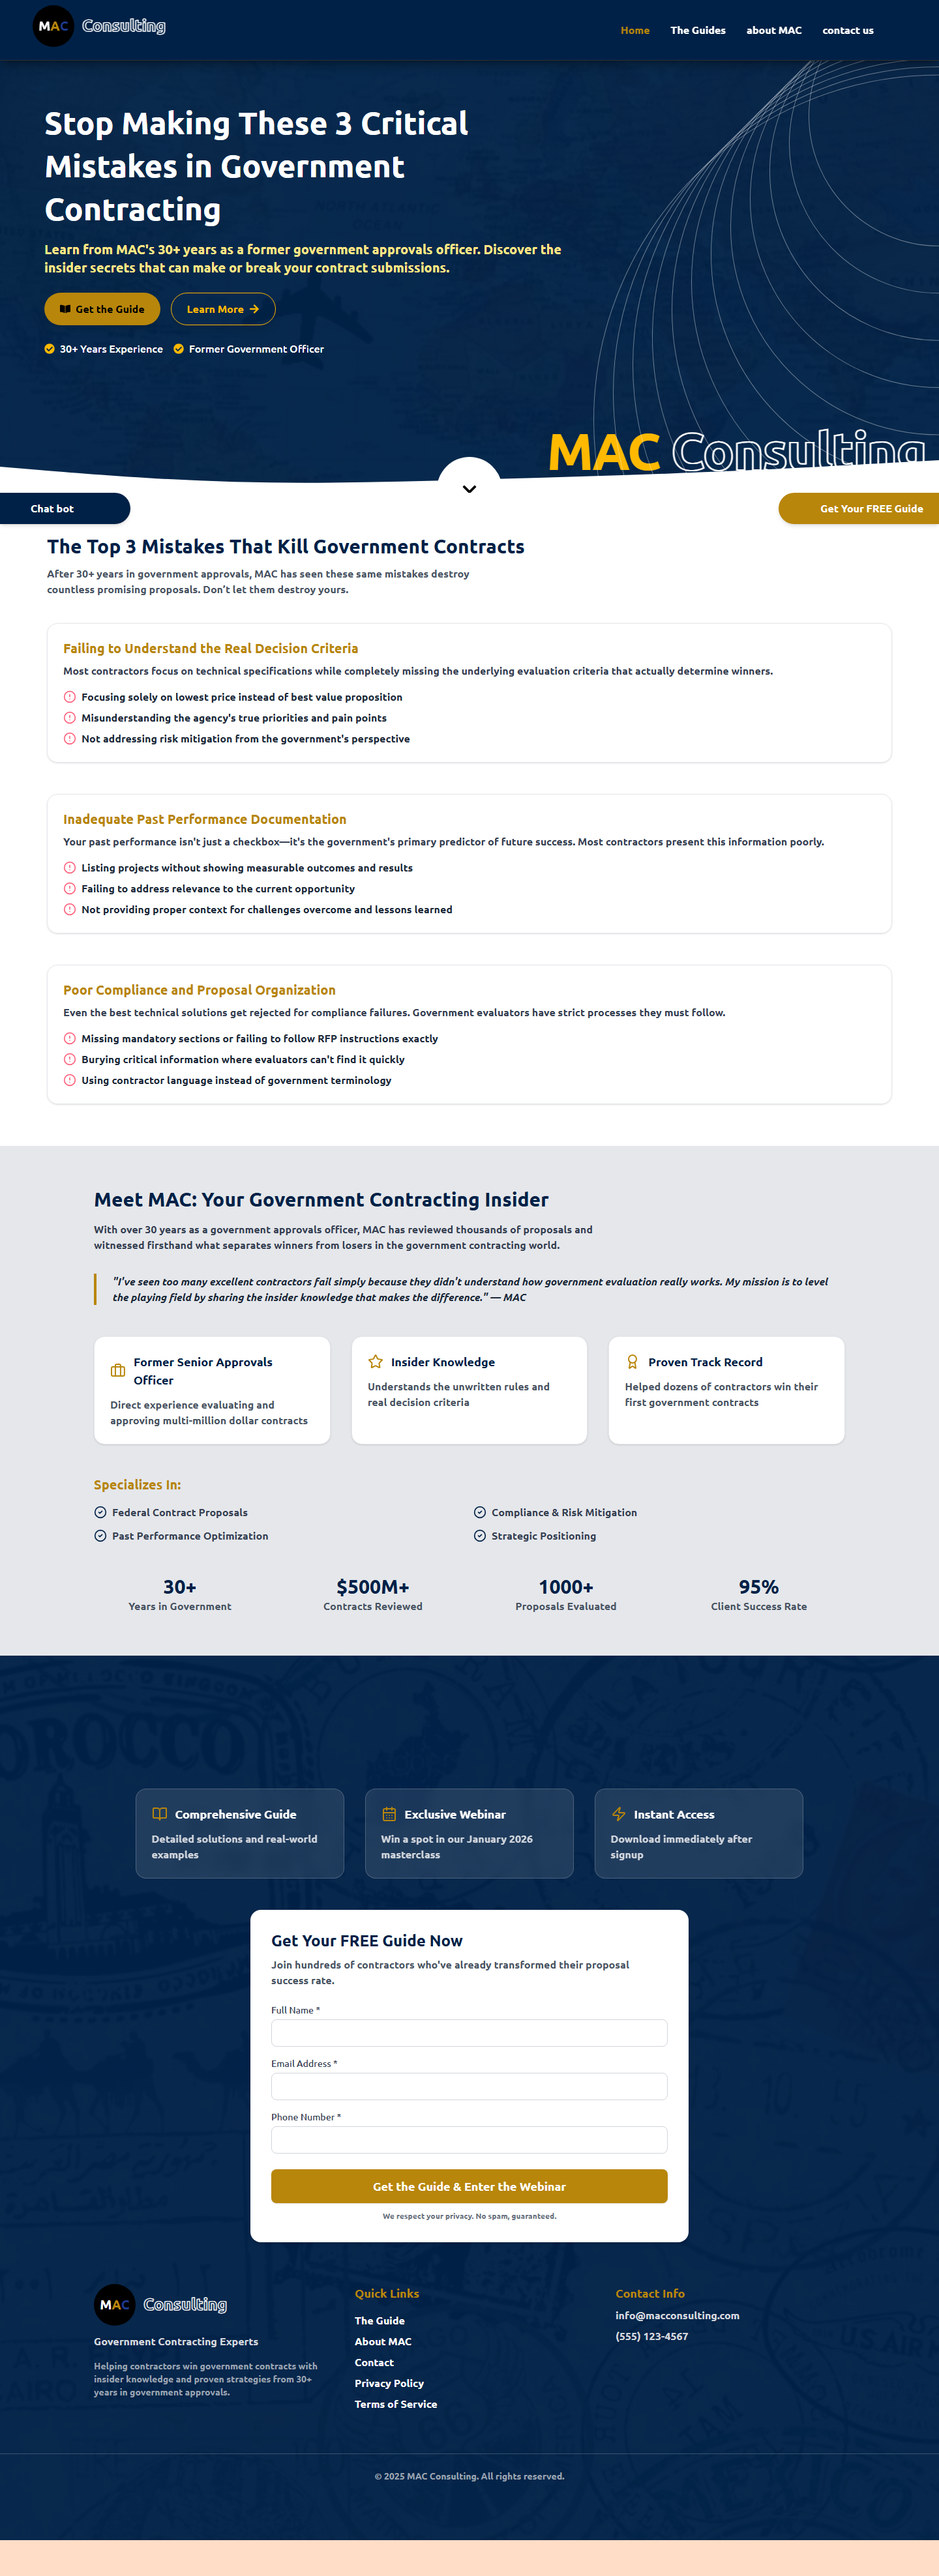 MAC Consulting
Home The Guides about MAC contact us
Stop Making These 3 Critical
Mistakes in Government
Contracting
Learn from MAC's 30+ years as a former government approvals officer. Discover the
insider secrets that can make or break your contract submissions.
Get the Guide Learn More
30+ Years Experience Former Government Officer
MAC Consulting
Chat bot
Get Your FREE Guide
The Top 3 Mistakes That Kill Government Contracts
After 30+ years in government approvals, MAC has seen these same mistakes destroy
countless promising proposals. Don't let them destroy yours.
Failing to Understand the Real Decision Criteria
Most contractors focus on technical specifications while completely missing the underlying evaluation criteria that actually determine winners.
Focusing solely on lowest price instead of best value proposition
Misunderstanding the agency's true priorities and pain points
Not addressing risk mitigation from the government's perspective
Inadequate Past Performance Documentation
Your past performance isn't just a checkbox—it's the government's primary predictor of future success. Most contractors present this information poorly.
Listing projects without showing measurable outcomes and results
Failing to address relevance to the current opportunity
Not providing proper context for challenges overcome and lessons learned
Poor Compliance and Proposal Organization
Even the best technical solutions get rejected for compliance failures. Government evaluators have strict processes they must follow.
Missing mandatory sections or failing to follow RFP instructions exactly
Burying critical information where evaluators can't find it quickly
Using contractor language instead of government terminology
Meet MAC: Your Government Contracting Insider
With over 30 years as a government approvals officer, MAC has reviewed thousands of proposals and
witnessed firsthand what separates winners from losers in the government contracting world.
"I've seen too many excellent contractors fail simply because they didn't understand how government evaluation really works. My mission is to level
the playing field by sharing the insider knowledge that makes the difference." — MAC
Former Senior Approvals
Officer
Direct experience evaluating and
approving multi-million dollar contracts
Insider Knowledge
Understands the unwritten rules and
real decision criteria
Proven Track Record
Helped dozens of contractors win their
first government contracts
Specializes In:
Federal Contract Proposals
Compliance & Risk Mitigation
Past Performance Optimization
Strategic Positioning
30+
Years in Government
$500M+
Contracts Reviewed
1000+
Proposals Evaluated
95%
Client Success Rate
OROCCO
Comprehensive Guide
Detailed solutions and real-world
examples
Exclusive Webinar
Win a spot in our January 2026
masterclass
Instant Access
Download immediately after
signup
Get Your FREE Guide Now
Join hundreds of contractors who've already transformed their proposal
success rate.
Full Name *
Email Address *
Phone Number *
Get the Guide & Enter the Webinar
We respect your privacy. No spam, guaranteed.
MAC Consulting
Government Contracting Experts
Helping contractors win government contracts with
insider knowledge and proven strategies from 30+
years in government approvals.
Quick Links
The Guide
About MAC
Contact
Privacy Policy
Terms of Service
Contact Info
info@macconsulting.com
(555) 123-4567
© 2025 MAC Consulting. All rights reserved.